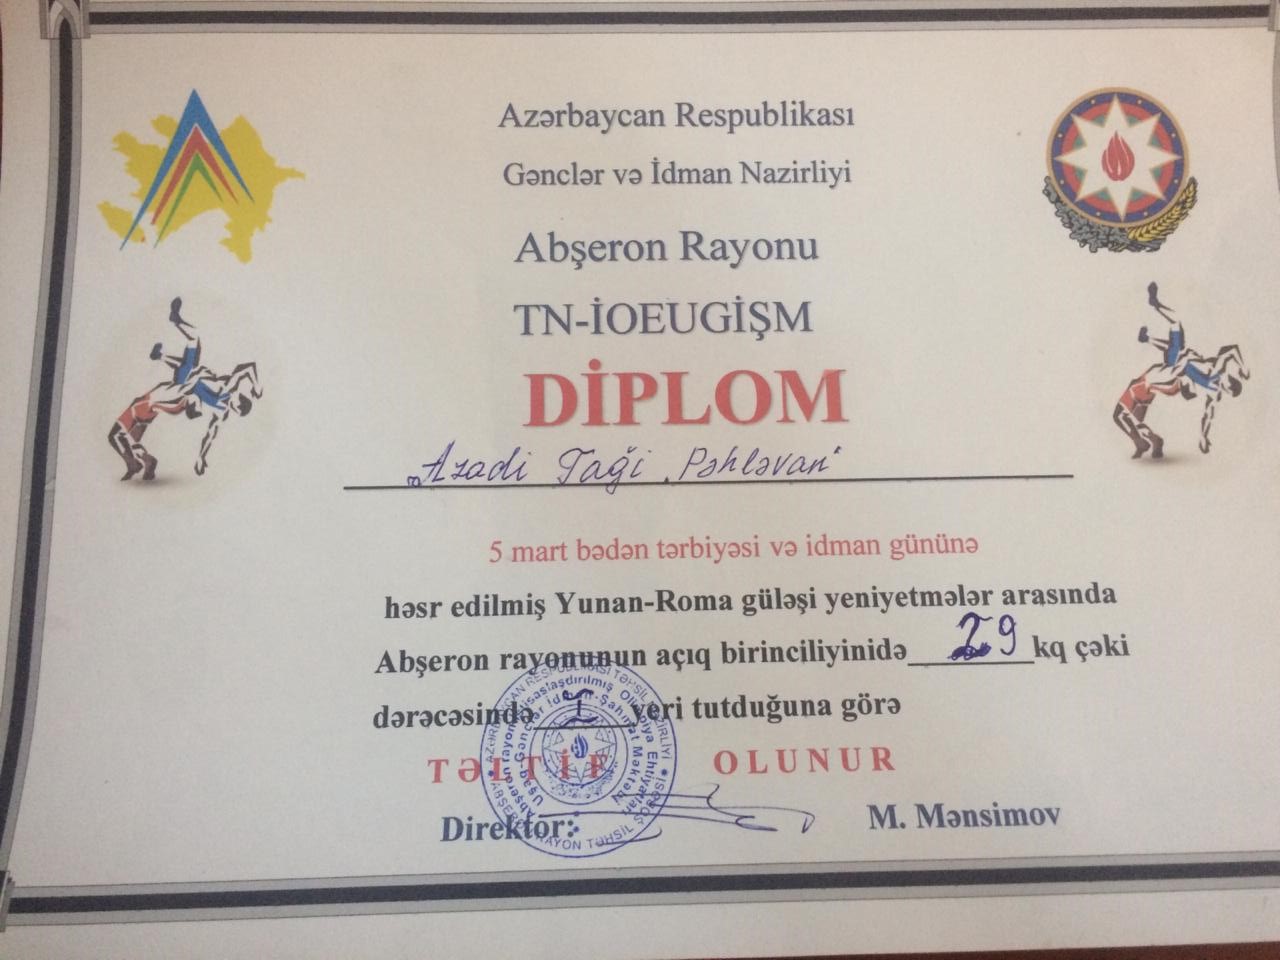 Azərbaycan Respublikası
Gənclər və İdman Nazirliyi
Abşeron Rayonu
TN-İOEUGİŞM
DİPLOM
"Azadi Taği Pəhləvan"
5 mart bədən tərbiyəsi və idman gününə
həsr edilmiş Yunan-Roma güləşi yeniyetmələr arasında
Abşeron rayonunun açıq birinciliyinidə 29 kq çəki
dərəcəsində I yeri tutduğuna görə
TƏLTİF OLUNUR
Direktor: M. Mənsimov